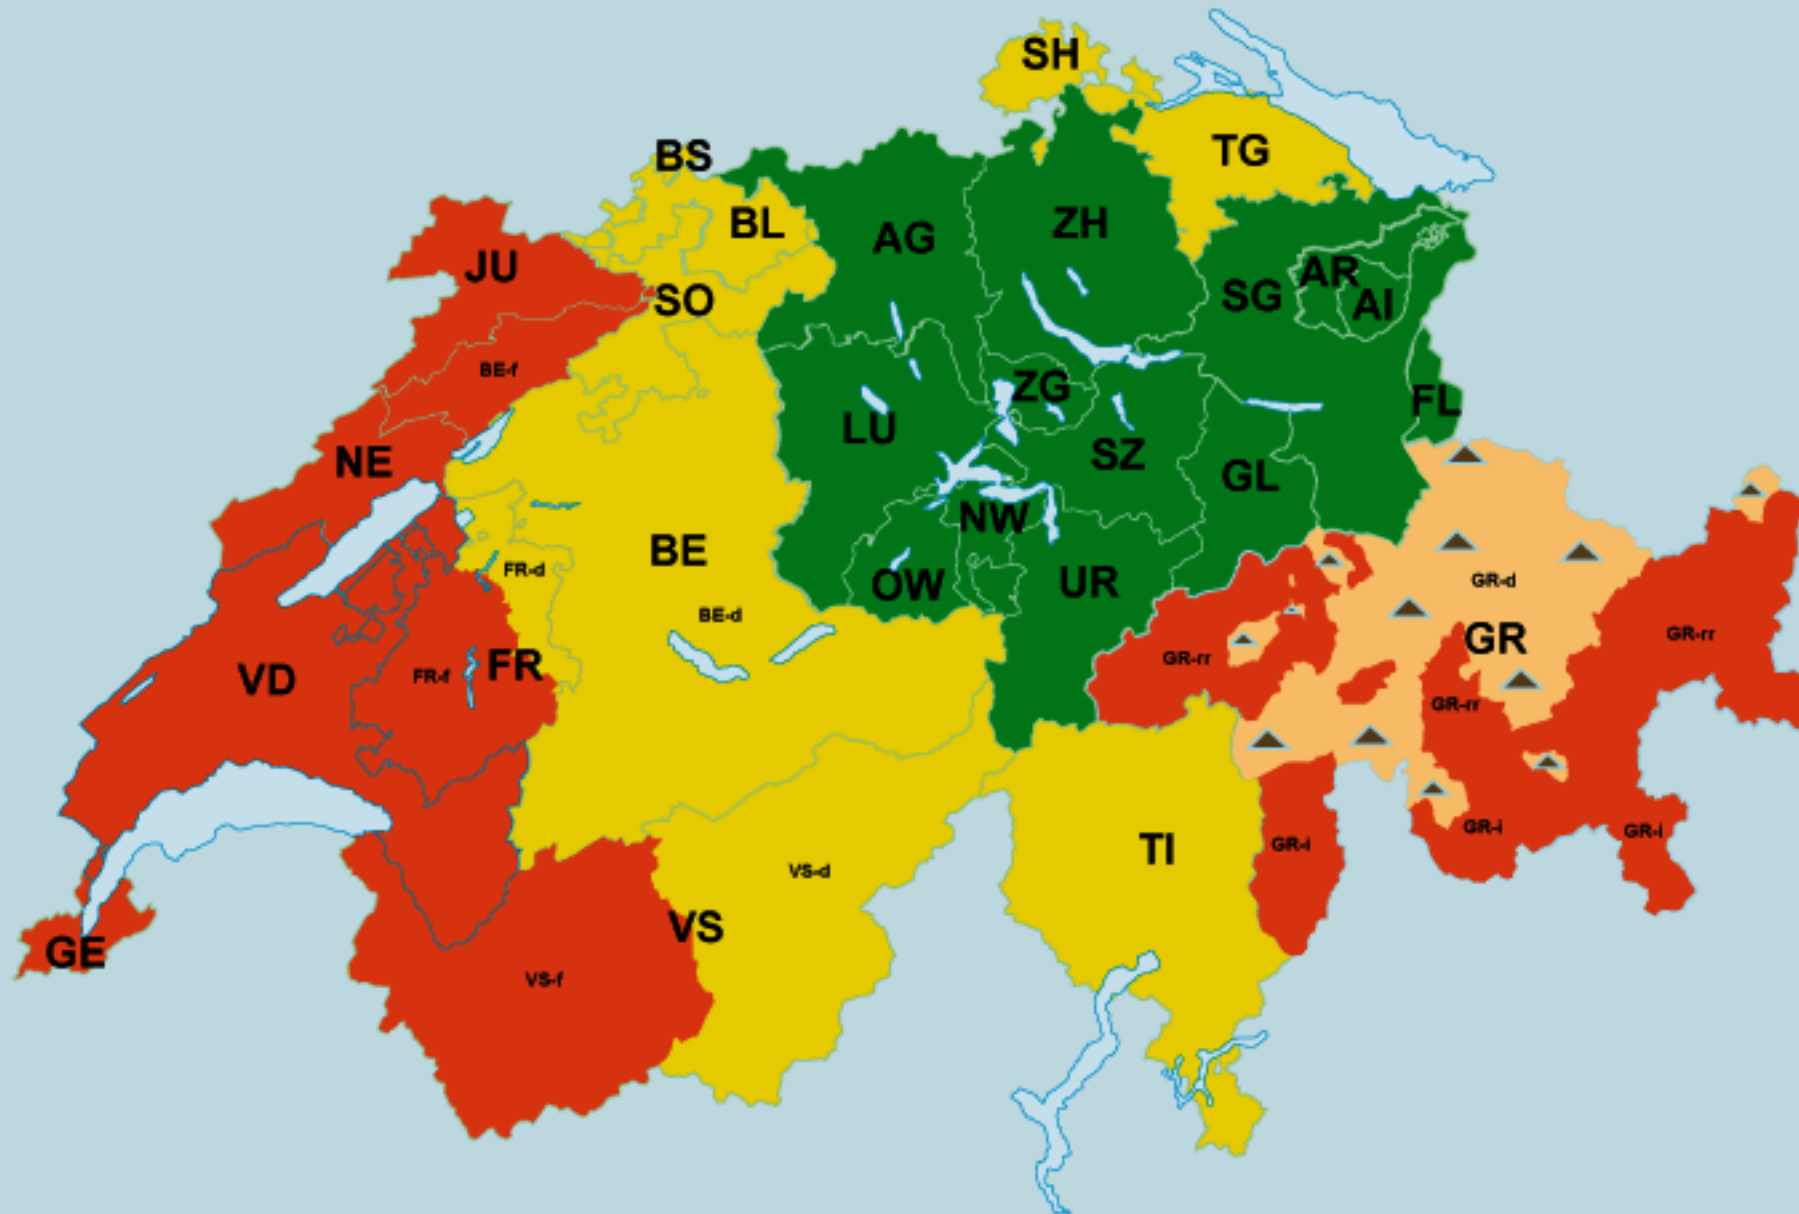 SH
BS
TG
BL
AG
ZH
JU
SO
SG
AR
AI
BE-f
ZG
FL
LU
NE
SZ
GL
NW
BE
FR-d
OW
UR
GR-d
BE-d
GR
GR-rr
GR-rr
VD
FR-f
FR
GR-rr
GR-i
GR-i
GR-i
TI
VS-d
VS
GE
VS-f